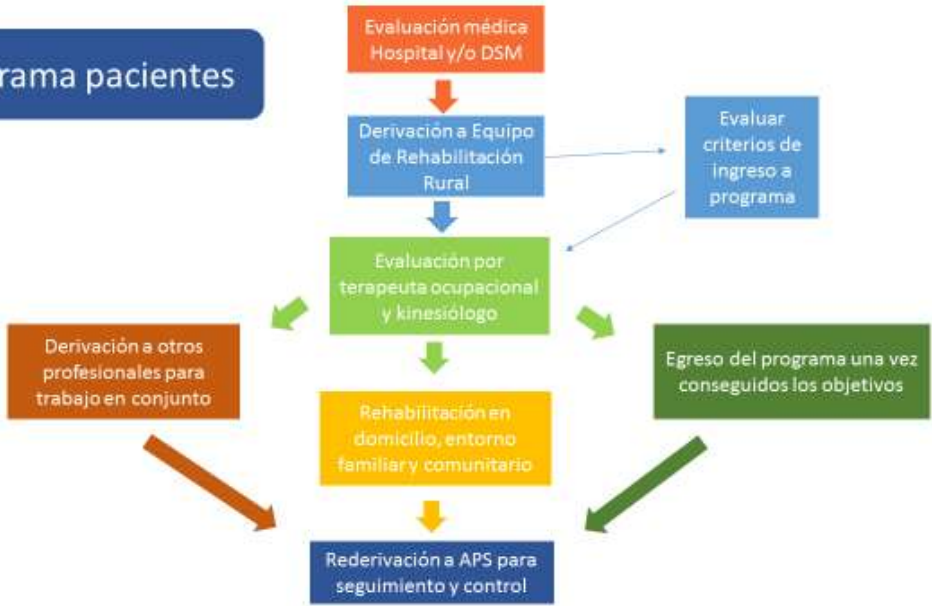 rama pacientes
Evaluación médica
Hospital y/o DSM
Derivación a Equipo
de Rehabilitación
Rural
Evaluar
criterios de
ingreso a
programa
Evaluación por
terapeuta ocupacional
y kinesiólogo
Derivación a otros
profesionales para
trabajo en conjunto
Rehabilitación en
domicilio, entorno
familiar y comunitario
Egreso del programa una vez
conseguidos los objetivos
Rederivación a APS para
seguimiento y control